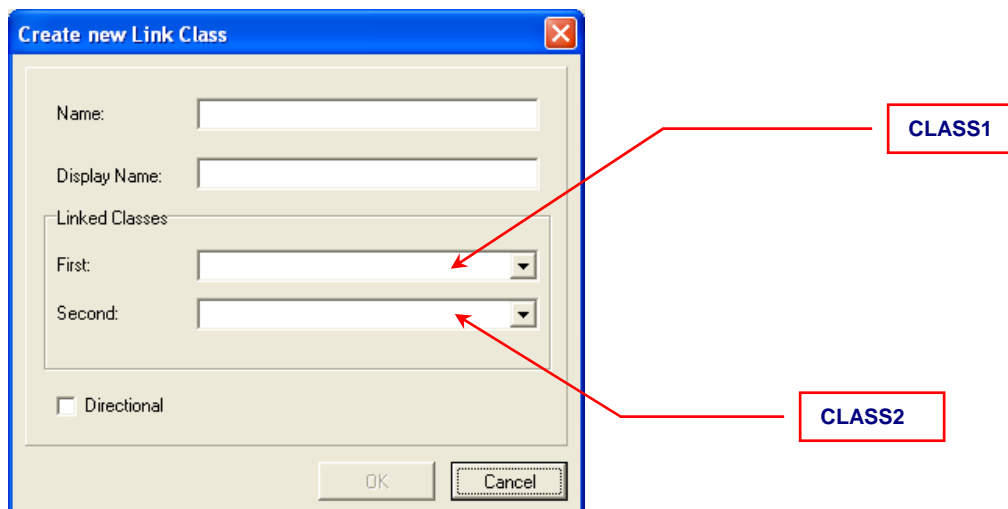 Create new Link Class
Name:
CLASS1
Display Name:
Linked Classes
First:
Second:
Directional
CLASS2
OK
Cancel